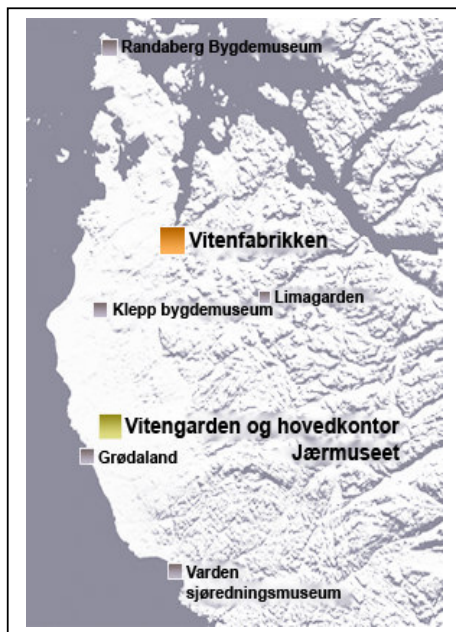 Randaberg Bygdemuseum
Vitenfabrikken
Limagarden
Klepp bygdemuseum
Vitengarden og hovedkontor
Jærmuseet
Grødaland
Varden
sjøredningsmuseum